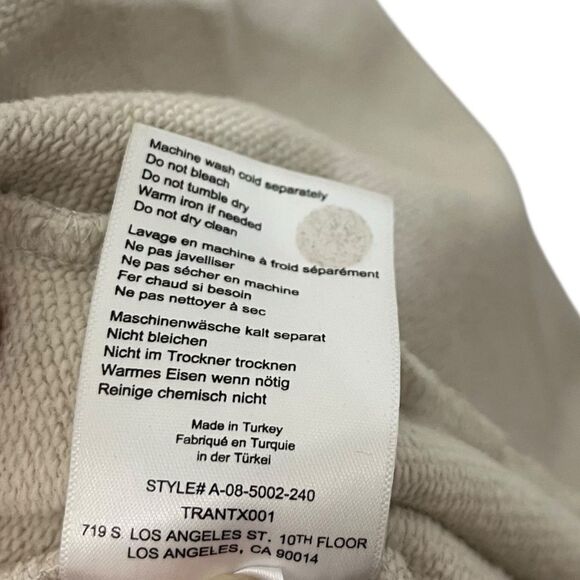 Machine wash cold separately
Do not bleach
Do not tumble dry
Warm iron if needed
Do not dry clean
Lavage en machine à froid séparément
Ne pas javelliser
Ne pas sécher en machine
Fer chaud si besoin
Ne pas nettoyer à sec
Maschinenwäsche kalt separat
Nicht bleichen
Nicht im Trockner trocknen
Warmes Eisen wenn nötig
Reinige chemisch nicht
Made in Turkey
Fabriqué en Turquie
in der Türkei
STYLE# A-08-5002-240
TRANTX001
719 S. LOS ANGELES ST. 10TH FLOOR
LOS ANGELES, CA 90014